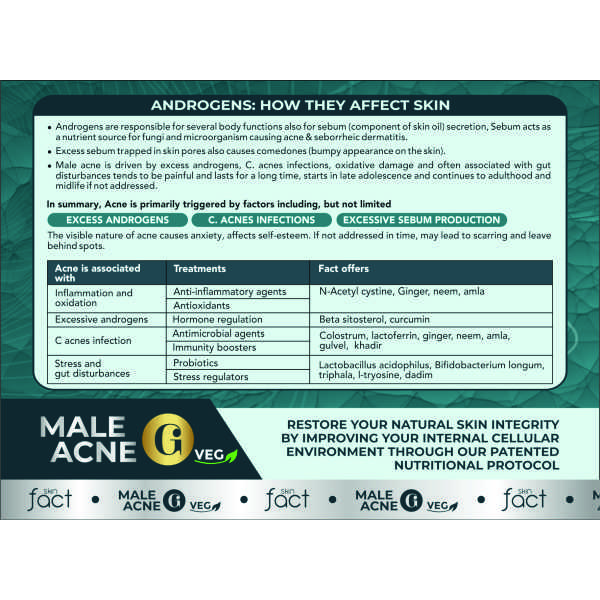 ANDROGENS: HOW THEY AFFECT SKIN
• Androgens are responsible for several body functions also for sebum (component of skin oil) secretion, Sebum acts as
a nutrient source for fungi and microorganism causing acne & seborrheic dermatitis.
• Excess sebum trapped in skin pores also causes comedones (bumpy appearance on the skin).
• Male acne is driven by excess androgens, C. acnes infections, oxidative damage and often associated with gut
disturbances tends to be painful and lasts for a long time, starts in late adolescence and continues to adulthood and
midlife if not addressed.
In summary, Acne is primarily triggered by factors including, but not limited
EXCESS ANDROGENS C. ACNES INFECTIONS EXCESSIVE SEBUM PRODUCTION
The visible nature of acne causes anxiety, affects self-esteem. If not addressed in time, may lead to scarring and leave
behind spots.
Acne is associated with Treatments Fact offers
Inflammation and oxidation Anti-inflammatory agents N-Acetyl cystine, Ginger, neem, amla
Antioxidants
Excessive androgens Hormone regulation Beta sitosterol, curcumin
C acnes infection Antimicrobial agents Colostrum, lactoferrin, ginger, neem, amla,
Immunity boosters gulvel, khadir
Stress and Probiotics Lactobacillus acidophilus, Bifidobacterium longum,
gut disturbances Stress regulators triphala, l-tryosine, dadim
MALE ACNE G VEG
RESTORE YOUR NATURAL SKIN INTEGRITY
BY IMPROVING YOUR INTERNAL CELLULAR
ENVIRONMENT THROUGH OUR PATENTED
NUTRITIONAL PROTOCOL
skin fact • MALE ACNE G VEG • skin fact • MALE ACNE G VEG • skin fact • M A